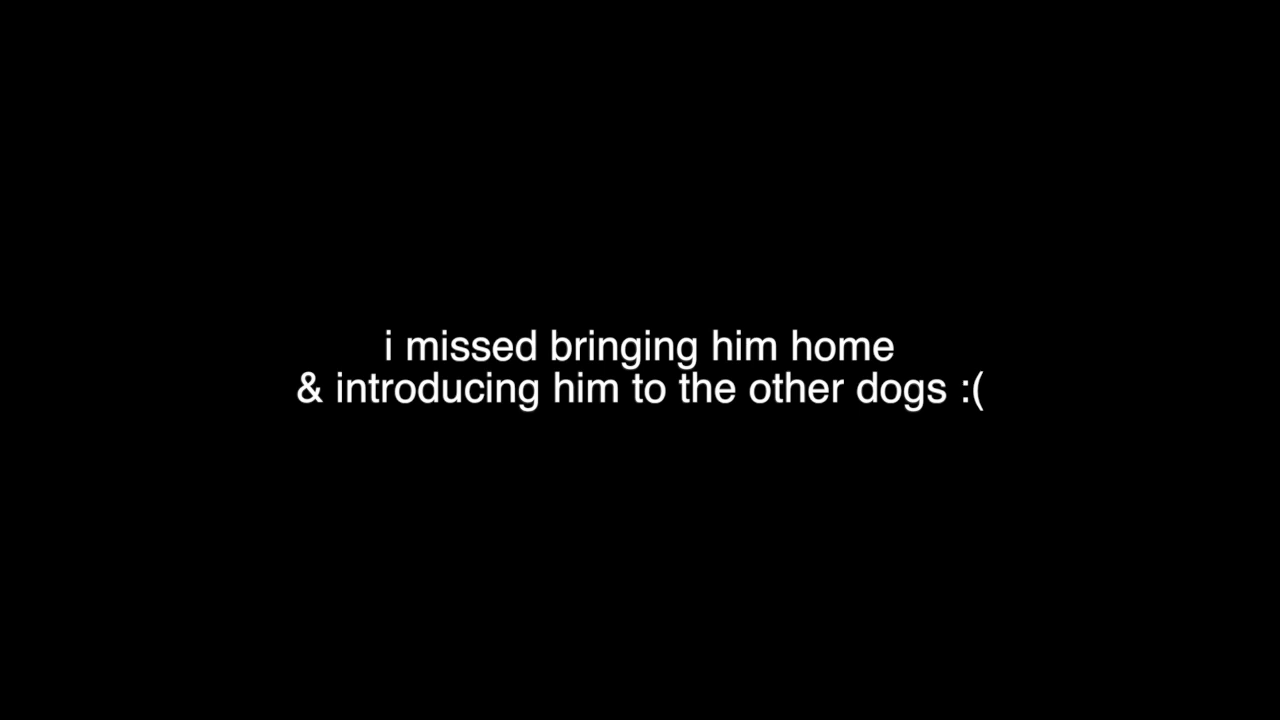 i missed bringing him home
& introducing him to the other dogs :(